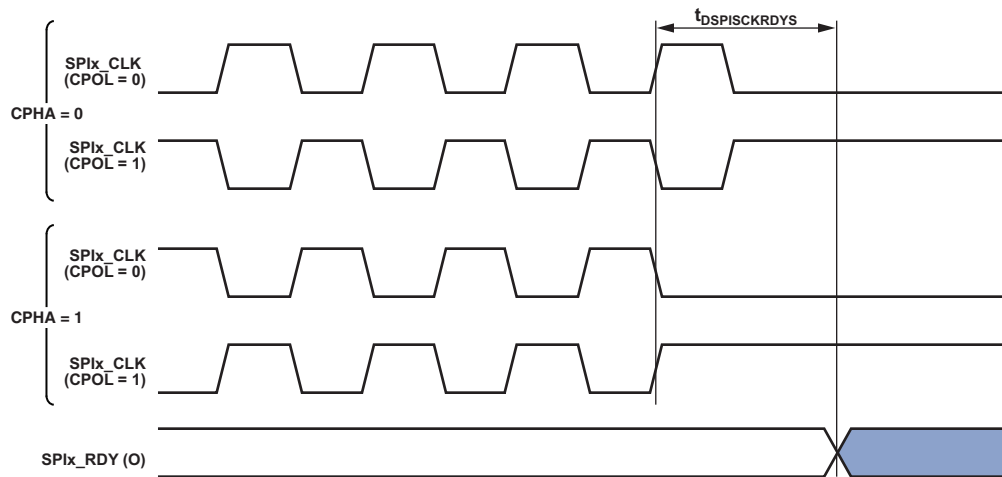 tDSPISCKRDYS
SPIx_CLK
(CPOL = 0)
CPHA = 0
SPIx_CLK
(CPOL = 1)
SPIx_CLK
(CPOL = 0)
CPHA = 1
SPIx_CLK
(CPOL = 1)
SPIx_RDY (O)